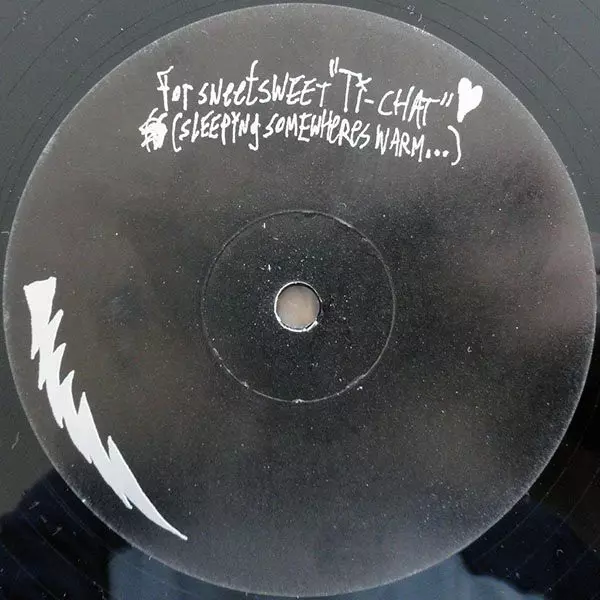 For sweetsweet "Ti-CHAT" ♥
(sleeping somewheres warm...)